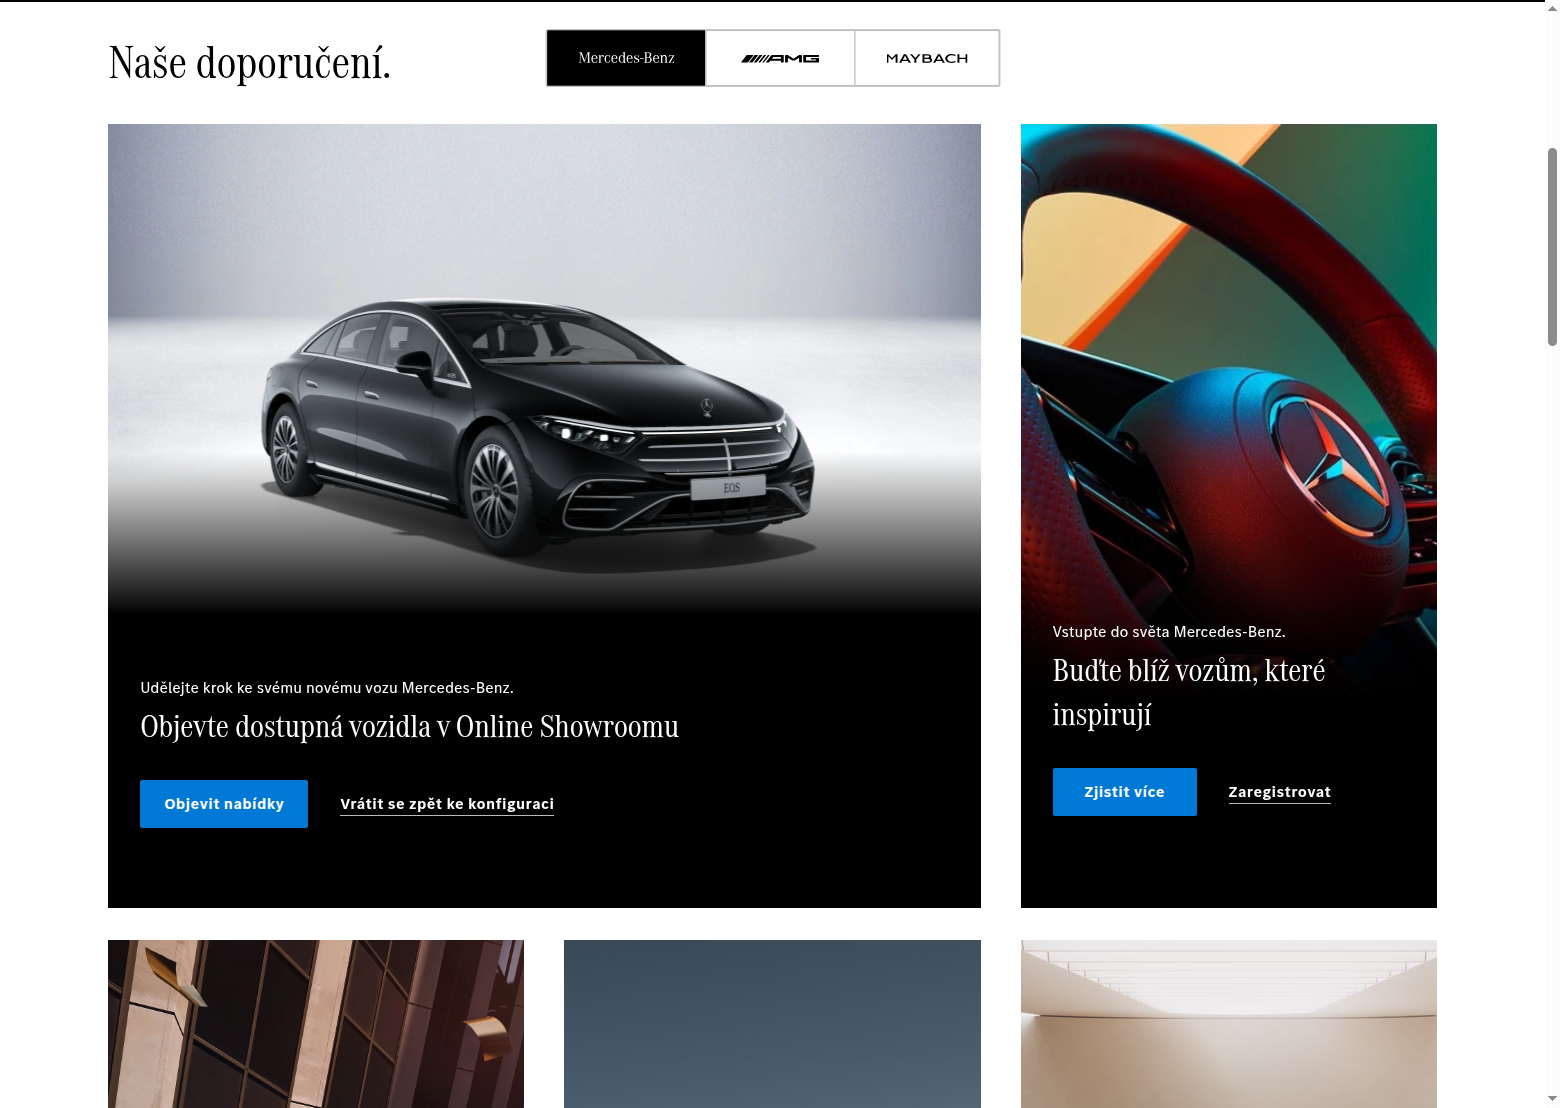 Naše doporučení.
Mercedes-Benz
AMG
MAYBACH
EQS
Udělejte krok ke svému novému vozu Mercedes-Benz.
Objevte dostupná vozidla v Online Showroomu
Objevit nabídky
Vrátit se zpět ke konfiguraci
Vstupte do světa Mercedes-Benz.
Buďte blíž vozům, které
inspirují
Zjistit více
Zaregistrovat